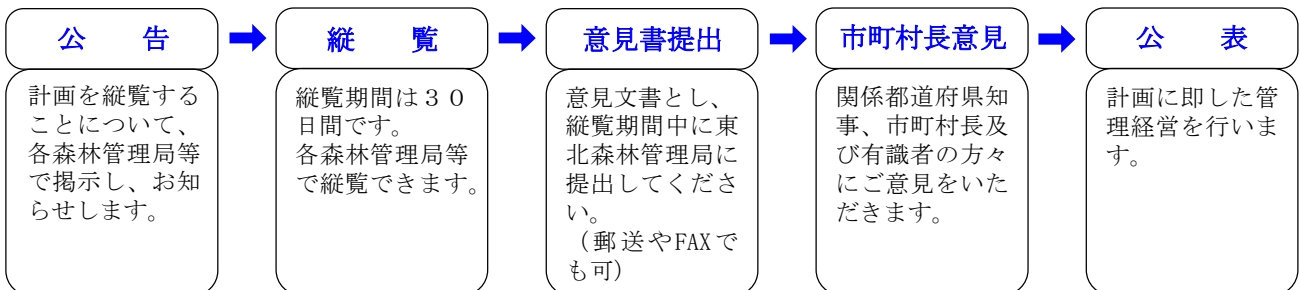 公　告
計画を縦覧する
ことについて、
各森林管理局等
で掲示し、お知
らせします。
縦　覧
縦覧期間は３０
日間です。
各森林管理局等
で縦覧できます。
意見書提出
意見文書とし、
縦覧期間中に東
北森林管理局に
提出してくださ
い。
（郵送やFAXで
も可）
市町村長意見
関係都道府県知
事、市町村長及
び有識者の方々
にご意見をいた
だきます。
公　表
計画に即した管
理経営を行いま
す。